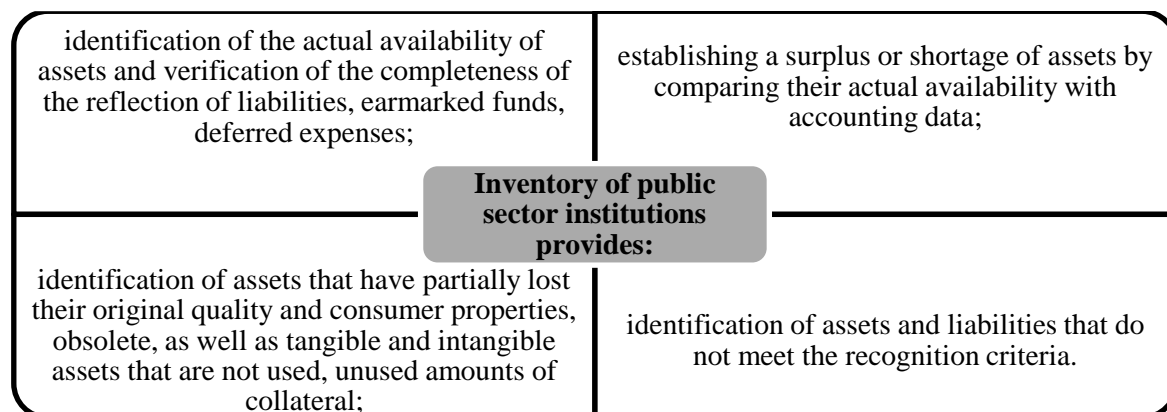 identification of the actual availability of
assets and verification of the completeness of
the reflection of liabilities, earmarked funds,
deferred expenses;
establishing a surplus or shortage of assets by
comparing their actual availability with
accounting data;
Inventory of public
sector institutions
provides:
identification of assets that have partially lost
their original quality and consumer properties,
obsolete, as well as tangible and intangible
assets that are not used, unused amounts of
collateral;
identification of assets and liabilities that do
not meet the recognition criteria.